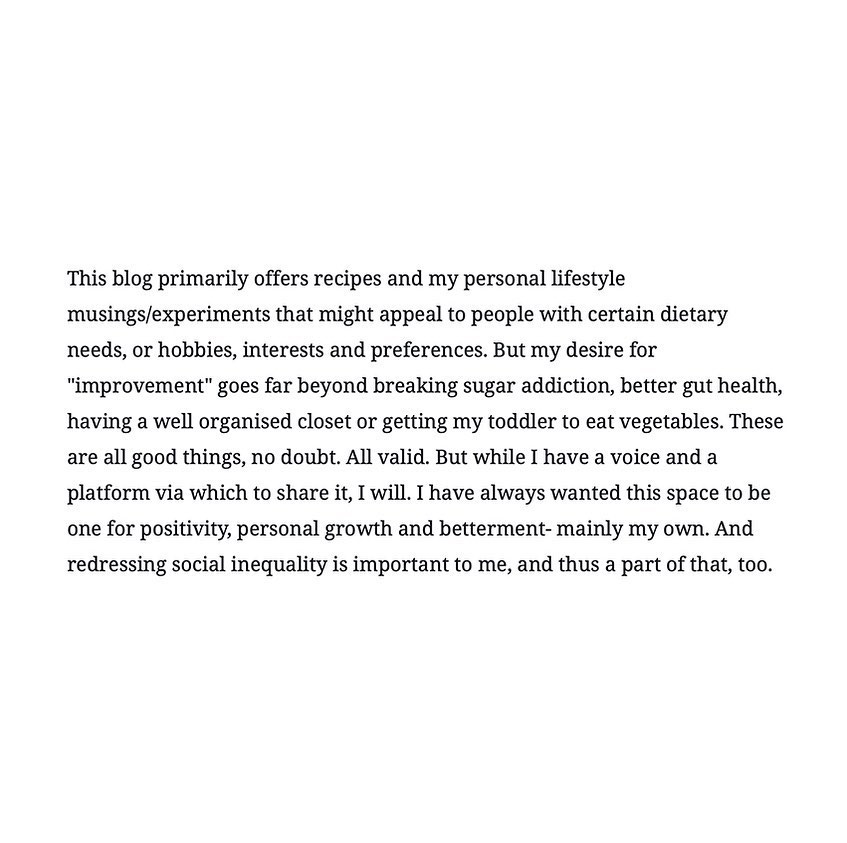 This blog primarily offers recipes and my personal lifestyle
musings/experiments that might appeal to people with certain dietary
needs, or hobbies, interests and preferences. But my desire for
"improvement" goes far beyond breaking sugar addiction, better gut health,
having a well organised closet or getting my toddler to eat vegetables. These
are all good things, no doubt. All valid. But while I have a voice and a
platform via which to share it, I will. I have always wanted this space to be
one for positivity, personal growth and betterment- mainly my own. And
redressing social inequality is important to me, and thus a part of that, too.